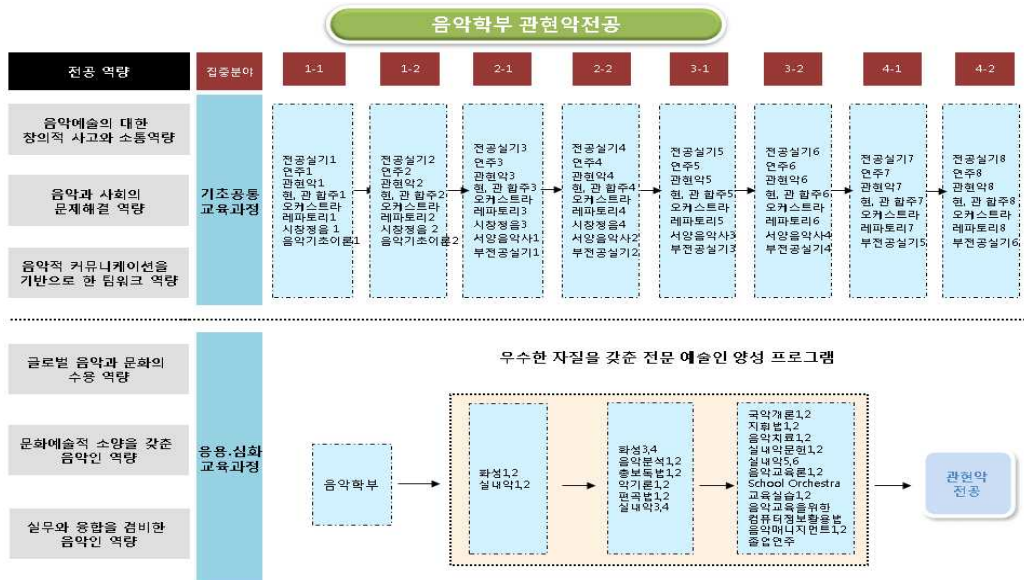 음악학부 관현악전공
전공 역량
집중분야
1-1
1-2
2-1
2-2
3-1
3-2
4-1
4-2
음악예술의 대한
창의적 사고와 소통역량
음악과 사회의
문제해결 역량
음악적 커뮤니케이션을
기반으로 한 팀워크 역량
기초공통
교육과정
전공실기1
연주1
관현악1
현, 관 합주1
오케스트라
레파토리1
시창청음 1
음악기초이론1
전공실기2
연주2
관현악2
현, 관 합주2
오케스트라
레파토리2
시창청음 2
음악기초이론2
전공실기3
연주3
관현악3
현, 관 합주3
오케스트라
레파토리3
시창청음3
서양음악사1
부전공실기1
전공실기4
연주4
관현악4
현, 관 합주4
오케스트라
레파토리4
시창청음4
서양음악사2
부전공실기2
전공실기5
연주5
관현악5
현, 관 합주5
오케스트라
레파토리5
서양음악사3
부전공실기3
전공실기6
연주6
관현악6
현, 관 합주6
오케스트라
레파토리6
서양음악사4
부전공실기4
전공실기7
연주7
관현악7
현, 관 합주7
오케스트라
레파토리7
부전공실기5
전공실기8
연주8
관현악8
현, 관 합주8
오케스트라
레파토리8
부전공실기6
글로벌 음악과 문화의
수용 역량
문화예술적 소양을 갖춘
음악인 역량
실무와 융합을 겸비한
음악인 역량
응용.심화
교육과정
우수한 자질을 갖춘 전문 예술인 양성 프로그램
음악학부
화성1,2
실내악1,2
화성3,4
음악분석1,2
총보독법1,2
악기론1,2
편곡법1,2
실내악3,4
국악개론1,2
지휘법1,2
음악치료1,2
실내악문헌1,2
실내악5,6
음악교육론1,2
School Orchestra
교육실습1,2
음악교육을위한
컴퓨터정보활용법
음악매니지먼트1,2
졸업연주
관현악
전공